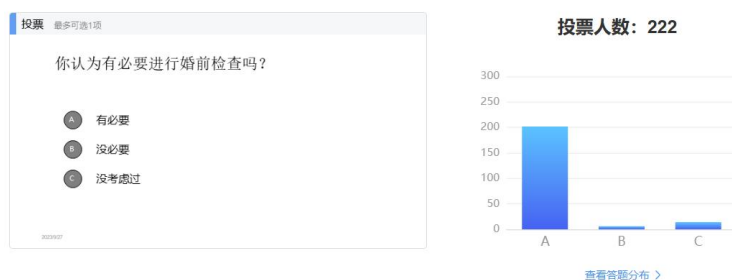 投票 最多可选1项
你认为有必要进行婚前检查吗？
A 有必要
B 没必要
C 没考虑过
投票人数：222
300
250
200
150
100
50
0
A B C
查看答题分布 >